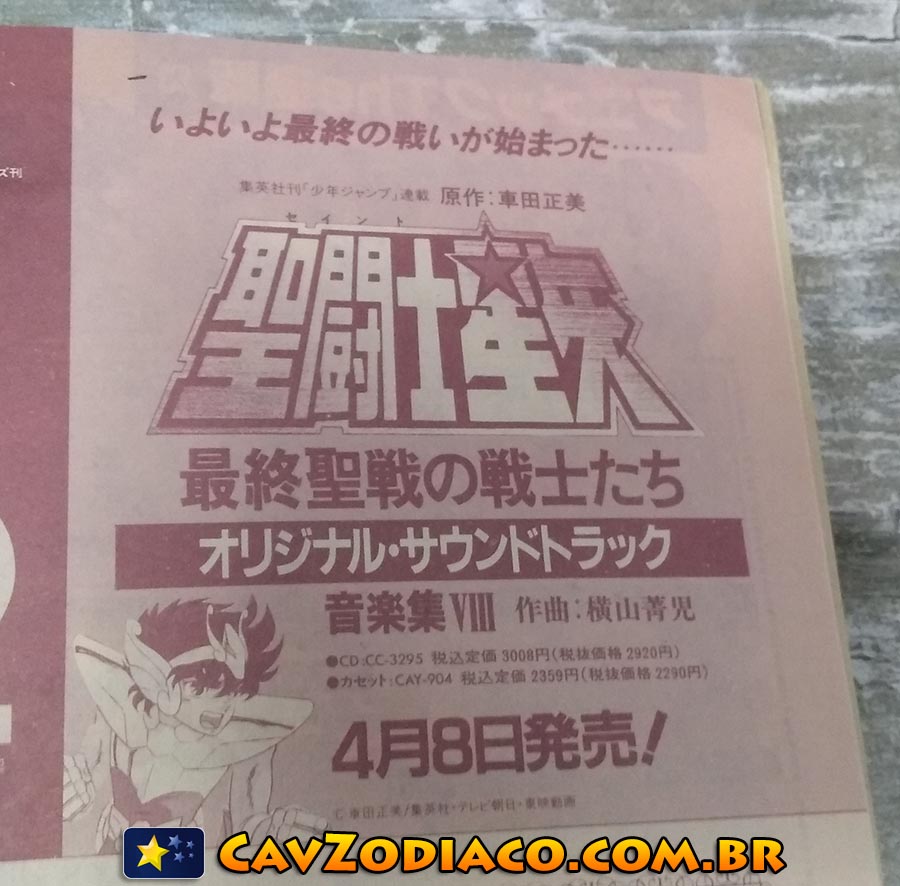 ズ刊
いよいよ最終の戦いが始まった……
集英社刊「少年ジャンプ」連載 原作：車田正美
セイント
聖闘士星矢
最終聖戦の戦士たち
オリジナル・サウンドトラック
音楽集VIII 作曲：横山菁児
●CD：CC-3295 税込定価 3008円（税抜価格 2920円）
●カセット：CAY-904 税込定価 2359円（税抜価格 2290円）
4月8日発売！
© 車田正美/集英社・テレビ朝日・東映動画
CavZodiaco.com.br